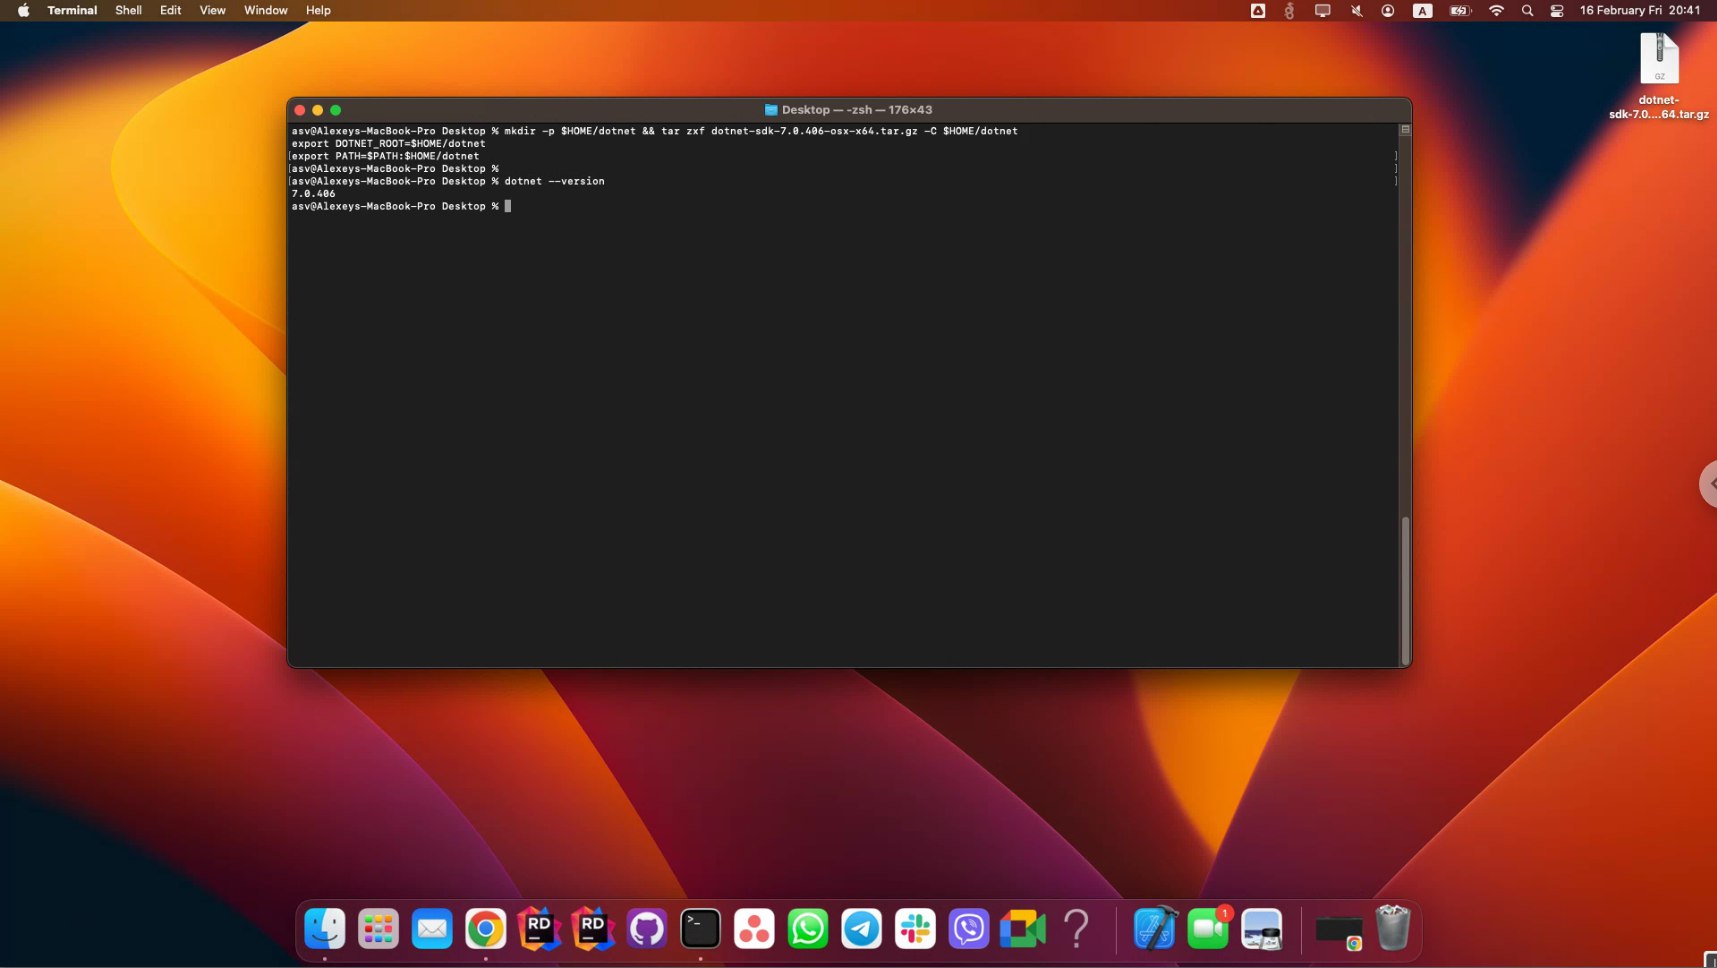 Terminal Shell Edit View Window Help
A
16 February Fri 20:41
GZ
dotnet-
sdk-7.0....64.tar.gz
Desktop — -zsh — 176×43
asv@Alexeys-MacBook-Pro Desktop % mkdir -p $HOME/dotnet && tar zxf dotnet-sdk-7.0.406-osx-x64.tar.gz -C $HOME/dotnet
export DOTNET_ROOT=$HOME/dotnet
[export PATH=$PATH:$HOME/dotnet ]
[asv@Alexeys-MacBook-Pro Desktop % ]
[asv@Alexeys-MacBook-Pro Desktop % dotnet --version ]
7.0.406
asv@Alexeys-MacBook-Pro Desktop %
RD
RD
>_
?
1